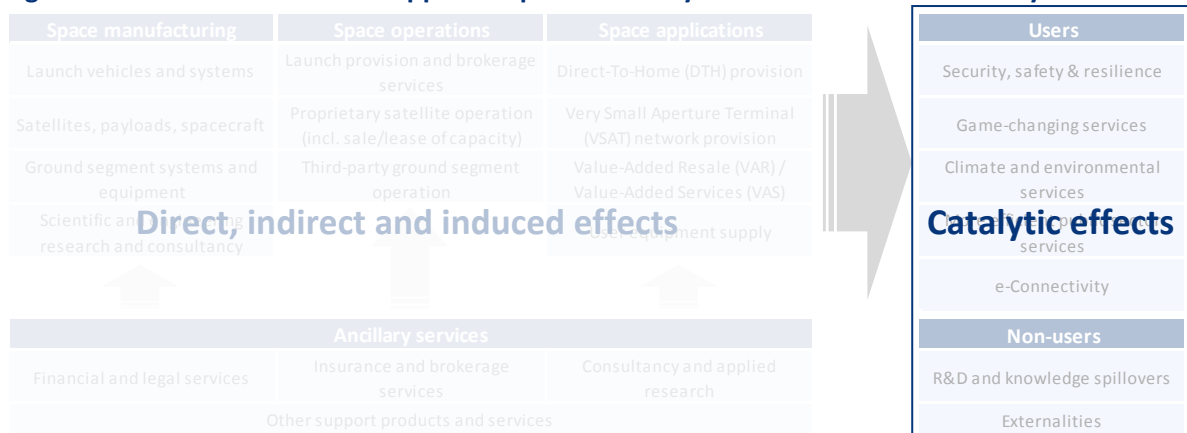 Space manufacturing
Space operations
Space applications
Launch vehicles and systems
Launch provision and brokerage
services
Direct-To-Home (DTH) provision
Satellites, payloads, spacecraft
Proprietary satellite operation
(incl. sale/lease of capacity)
Very Small Aperture Terminal
(VSAT) network provision
Ground segment systems and
equipment
Third-party ground segment
operation
Value-Added Resale (VAR) /
Value-Added Services (VAS)
Scientific and engineering
research and consultancy
User equipment supply
Direct, indirect and induced effects
Ancillary services
Financial and legal services
Insurance and brokerage
services
Consultancy and applied
research
Other support products and services
Users
Security, safety & resilience
Game-changing services
Climate and environmental
services
services
Catalytic effects
e-Connectivity
Non-users
R&D and knowledge spillovers
Externalities